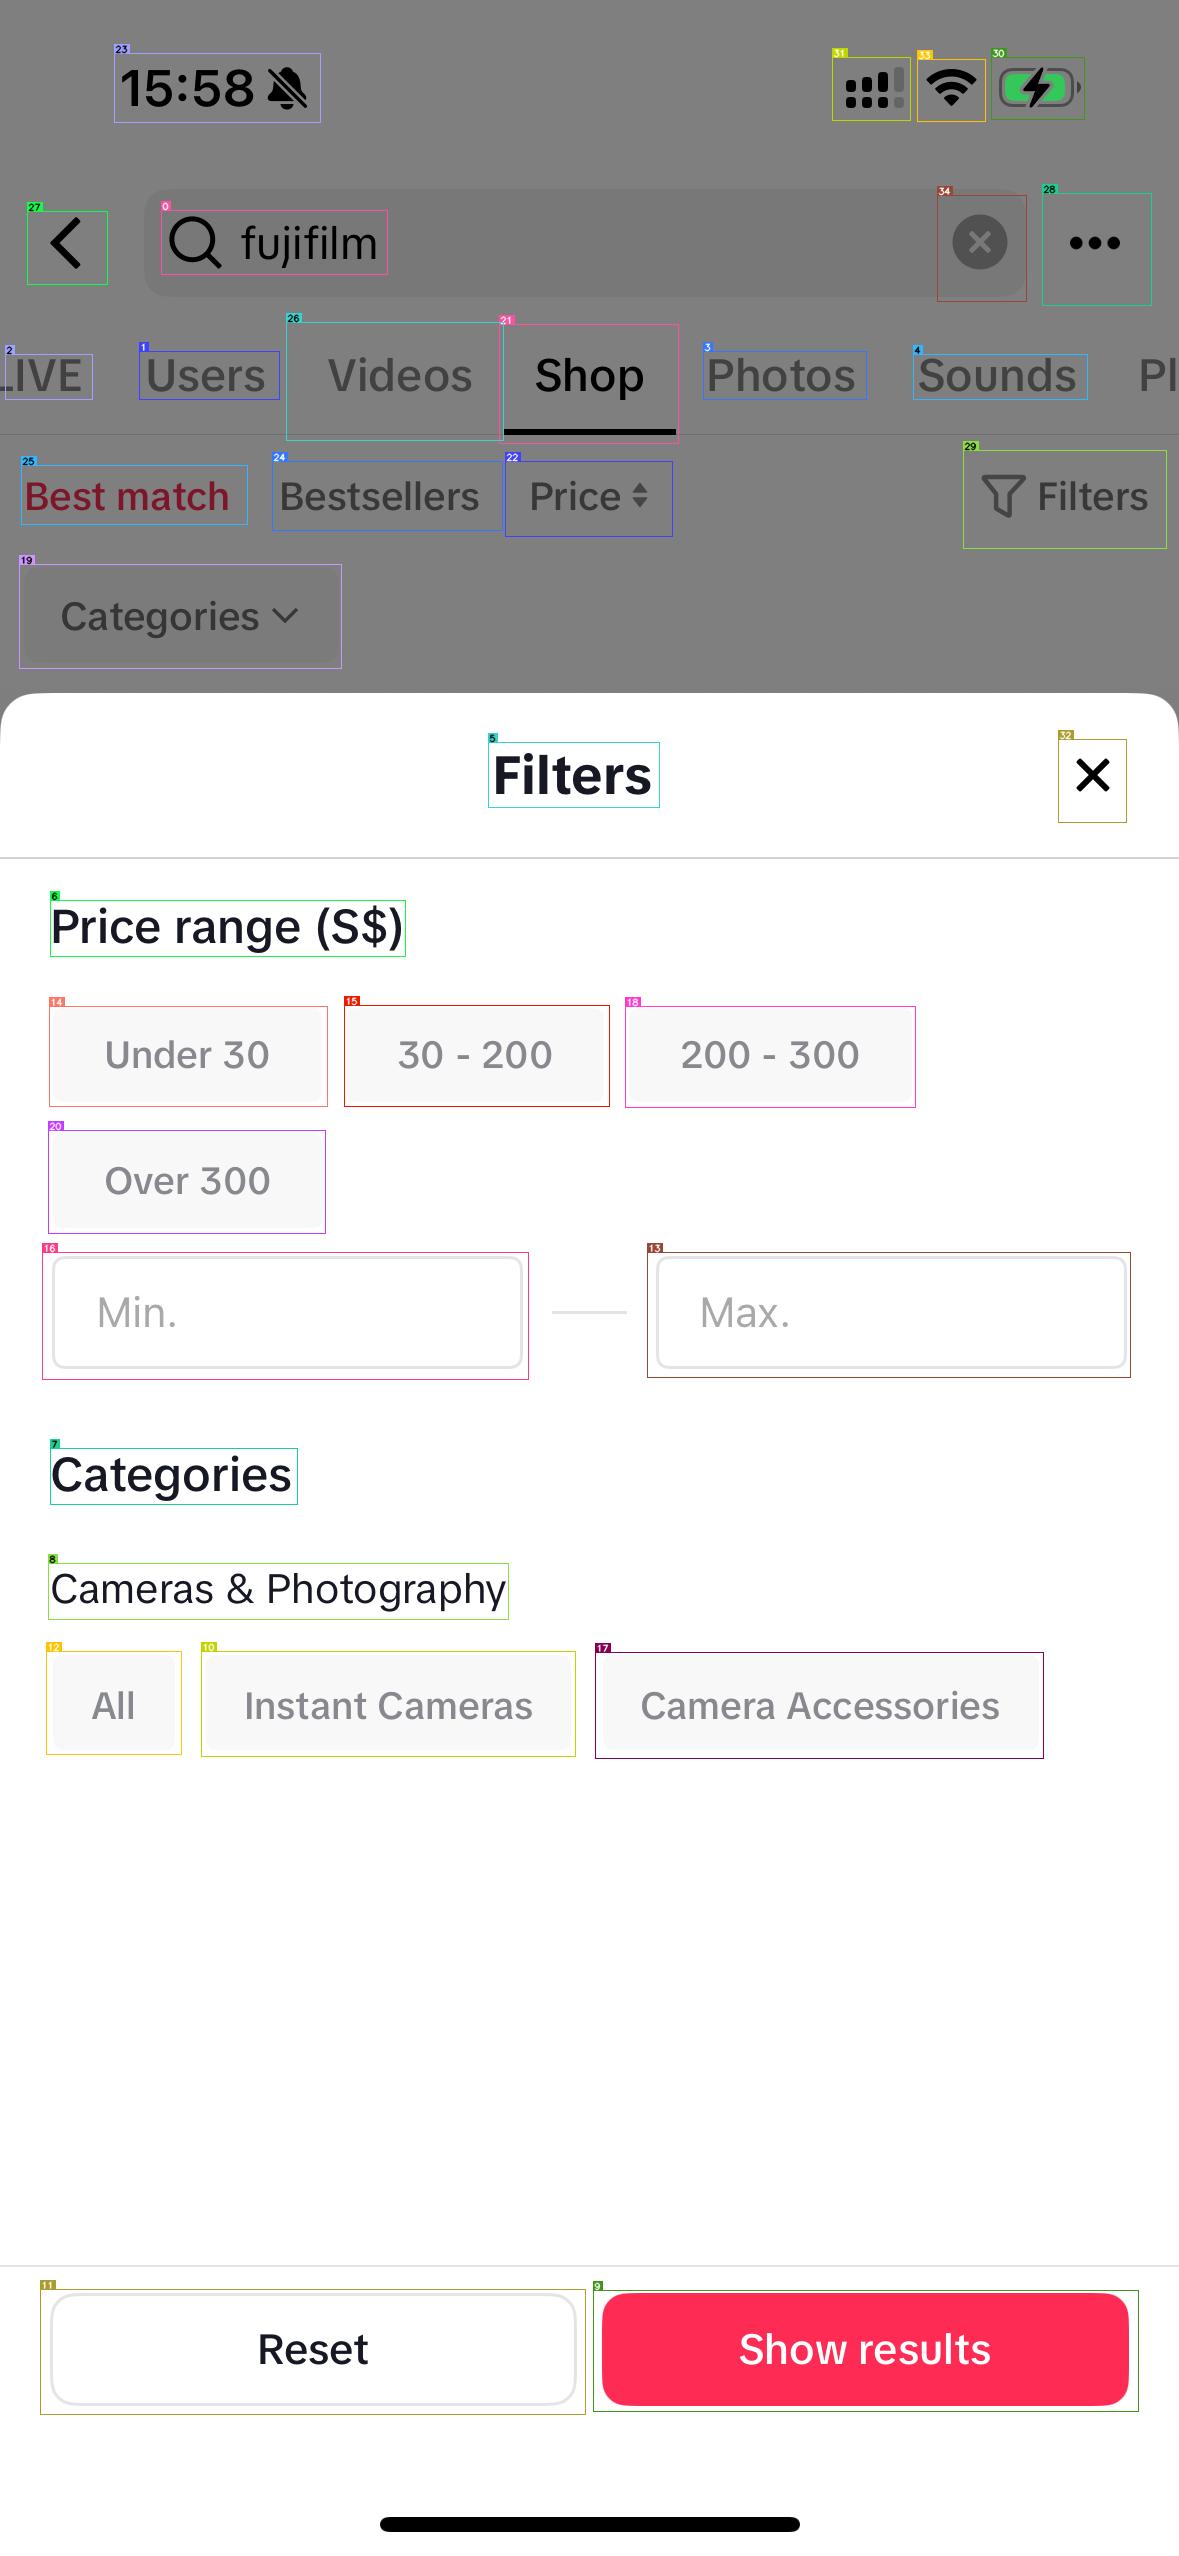 15:58
fujifilm
LIVE Users Videos Shop Photos Sounds Pl
Best match Bestsellers Price Filters
Categories
Filters
Price range (S$)
Under 30 30 - 200 200 - 300
Over 300
Min. Max.
Categories
Cameras & Photography
All Instant Cameras Camera Accessories
Reset Show results